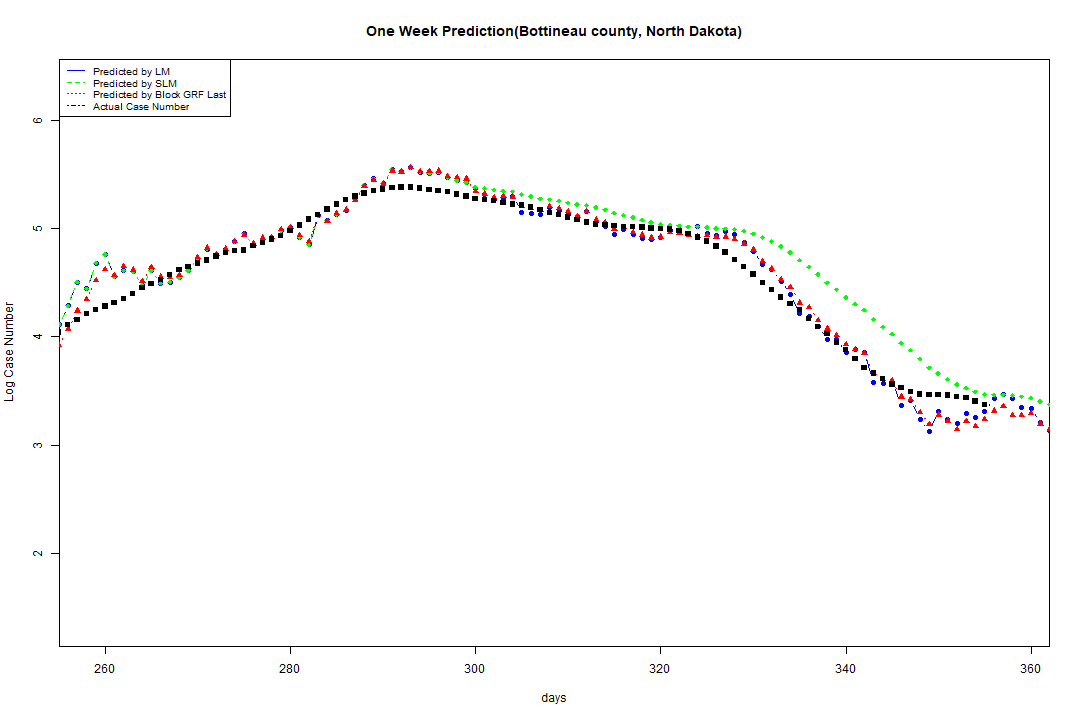 One Week Prediction(Bottineau county, North Dakota)
Predicted by LM
Predicted by SLM
Predicted by Block GRF Last
Actual Case Number
Log Case Number
6
5
4
3
2
260 280 300 320 340 360
days